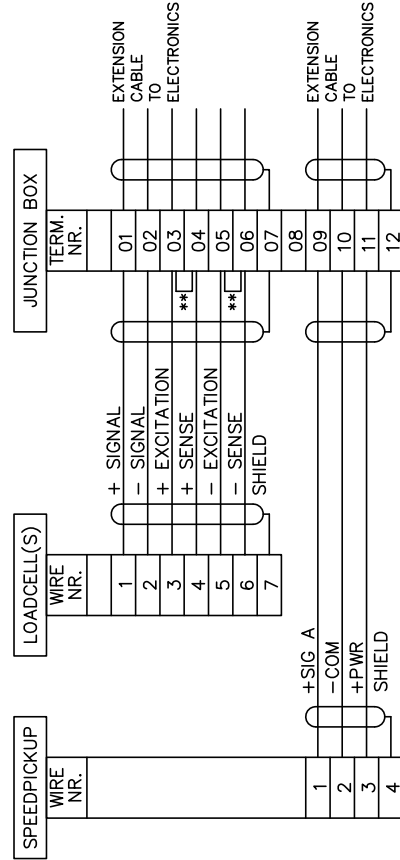 SPEEDPICKUP
WIRE
NR.
1
2
3
4
+SIG A
-COM
+PWR
SHIELD
LOADCELL(S)
WIRE
NR.
1
2
3
4
5
6
7
+ SIGNAL
- SIGNAL
+ EXCITATION
+ SENSE
- EXCITATION
- SENSE
SHIELD
**
**
JUNCTION BOX
TERM.
NR.
01
02
03
04
05
06
07
08
09
10
11
12
EXTENSION
CABLE
TO
ELECTRONICS
EXTENSION
CABLE
TO
ELECTRONICS